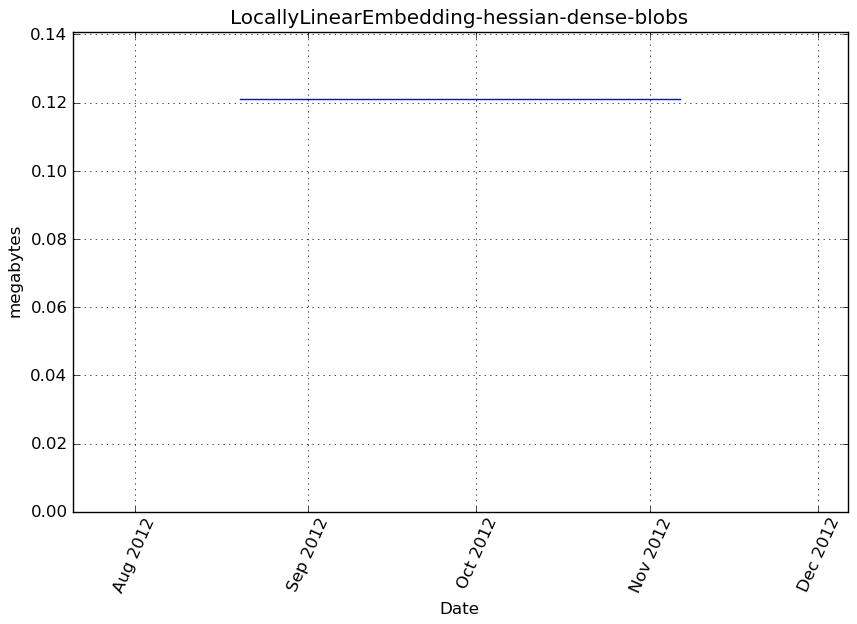 LocallyLinearEmbedding-hessian-dense-blobs
0.14
0.12
0.10
0.08
0.06
0.04
0.02
0.00
megabytes
Aug 2012
Sep 2012
Oct 2012
Nov 2012
Dec 2012
Date